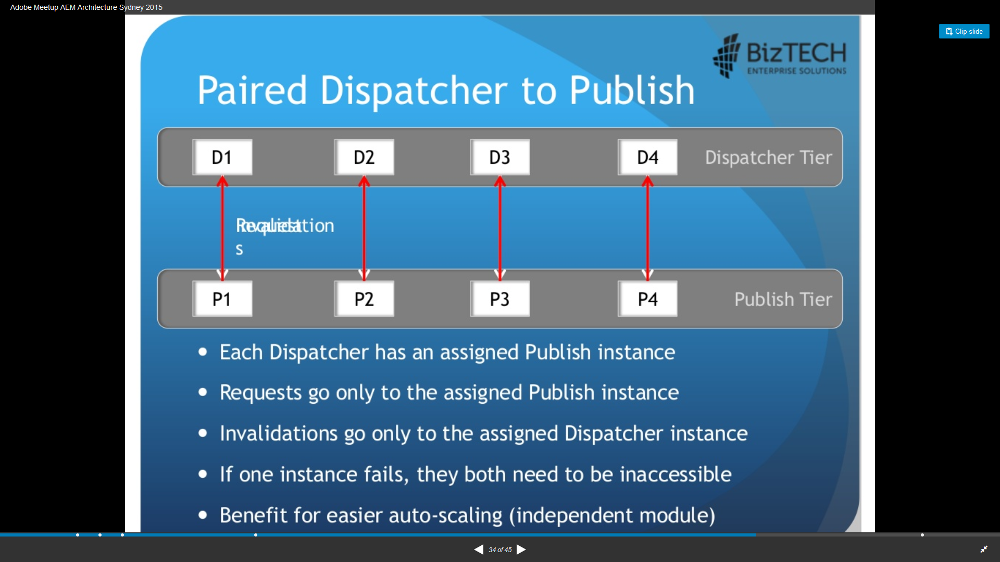 Adobe Meetup AEM Architecture Sydney 2015
Clip slide
BizTECH
ENTERPRISE SOLUTIONS
Paired Dispatcher to Publish
D1 D2 D3 D4 Dispatcher Tier
Request
Invalidation
s
P1 P2 P3 P4 Publish Tier
• Each Dispatcher has an assigned Publish instance
• Requests go only to the assigned Publish instance
• Invalidations go only to the assigned Dispatcher instance
• If one instance fails, they both need to be inaccessible
• Benefit for easier auto-scaling (independent module)
34 of 45